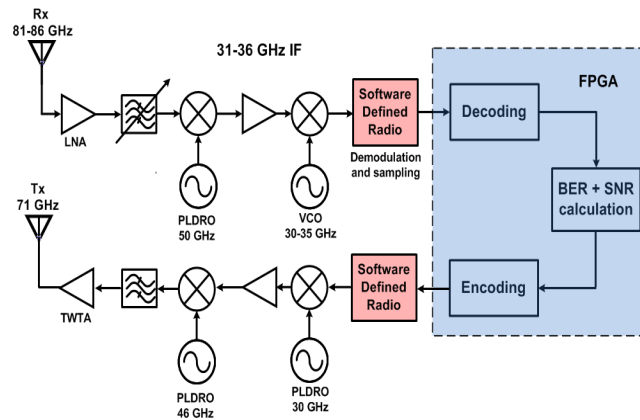 Rx
81-86 GHz
31-36 GHz IF
LNA
PLDRO
50 GHz
VCO
30-35 GHz
Software
Defined
Radio
Demodulation
and sampling
FPGA
Decoding
BER + SNR
calculation
Encoding
Tx
71 GHz
TWTA
PLDRO
46 GHz
PLDRO
30 GHz
Software
Defined
Radio